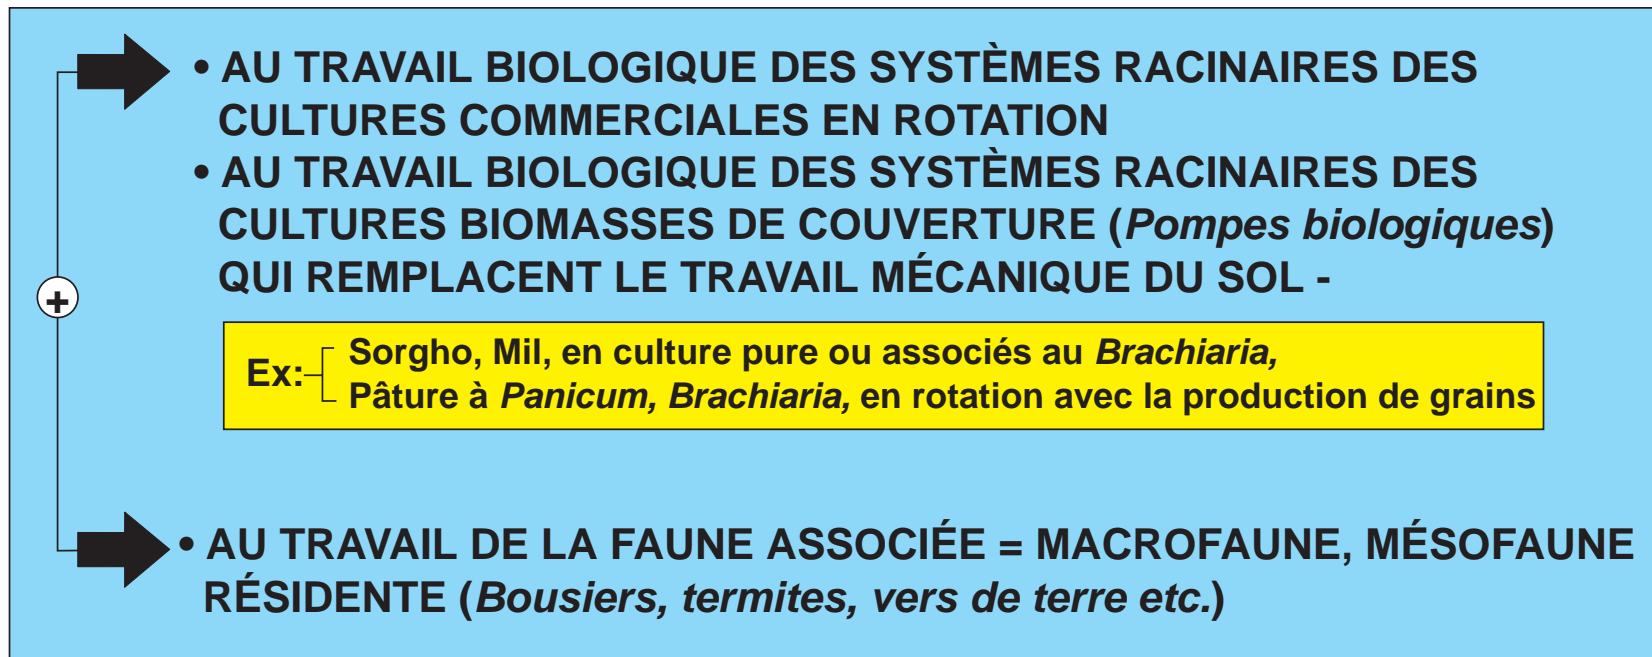 • AU TRAVAIL BIOLOGIQUE DES SYSTÈMES RACINAIRES DES
CULTURES COMMERCIALES EN ROTATION
• AU TRAVAIL BIOLOGIQUE DES SYSTÈMES RACINAIRES DES
CULTURES BIOMASSES DE COUVERTURE (Pompes biologiques)
QUI REMPLACENT LE TRAVAIL MÉCANIQUE DU SOL -
+
Ex:
Sorgho, Mil, en culture pure ou associés au Brachiaria,
Pâture à Panicum, Brachiaria, en rotation avec la production de grains
• AU TRAVAIL DE LA FAUNE ASSOCIÉE = MACROFAUNE, MÉSOFAUNE
RÉSIDENTE (Bousiers, termites, vers de terre etc.)